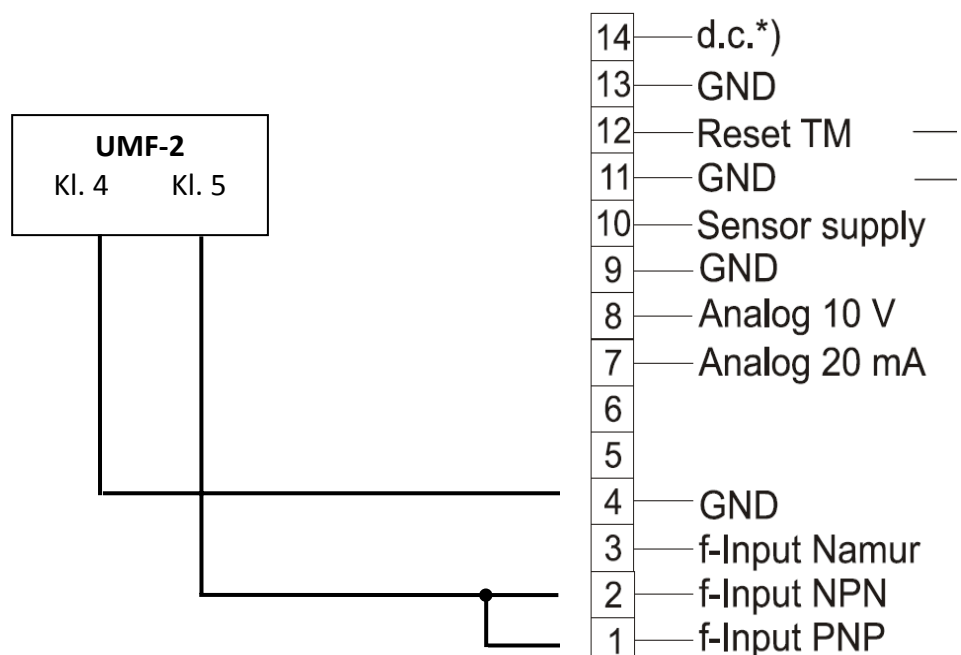 UMF-2
Kl. 4 Kl. 5
14 d.c.*)
13 GND
12 Reset TM
11 GND
10 Sensor supply
9 GND
8 Analog 10 V
7 Analog 20 mA
6
5
4 GND
3 f-Input Namur
2 f-Input NPN
1 f-Input PNP